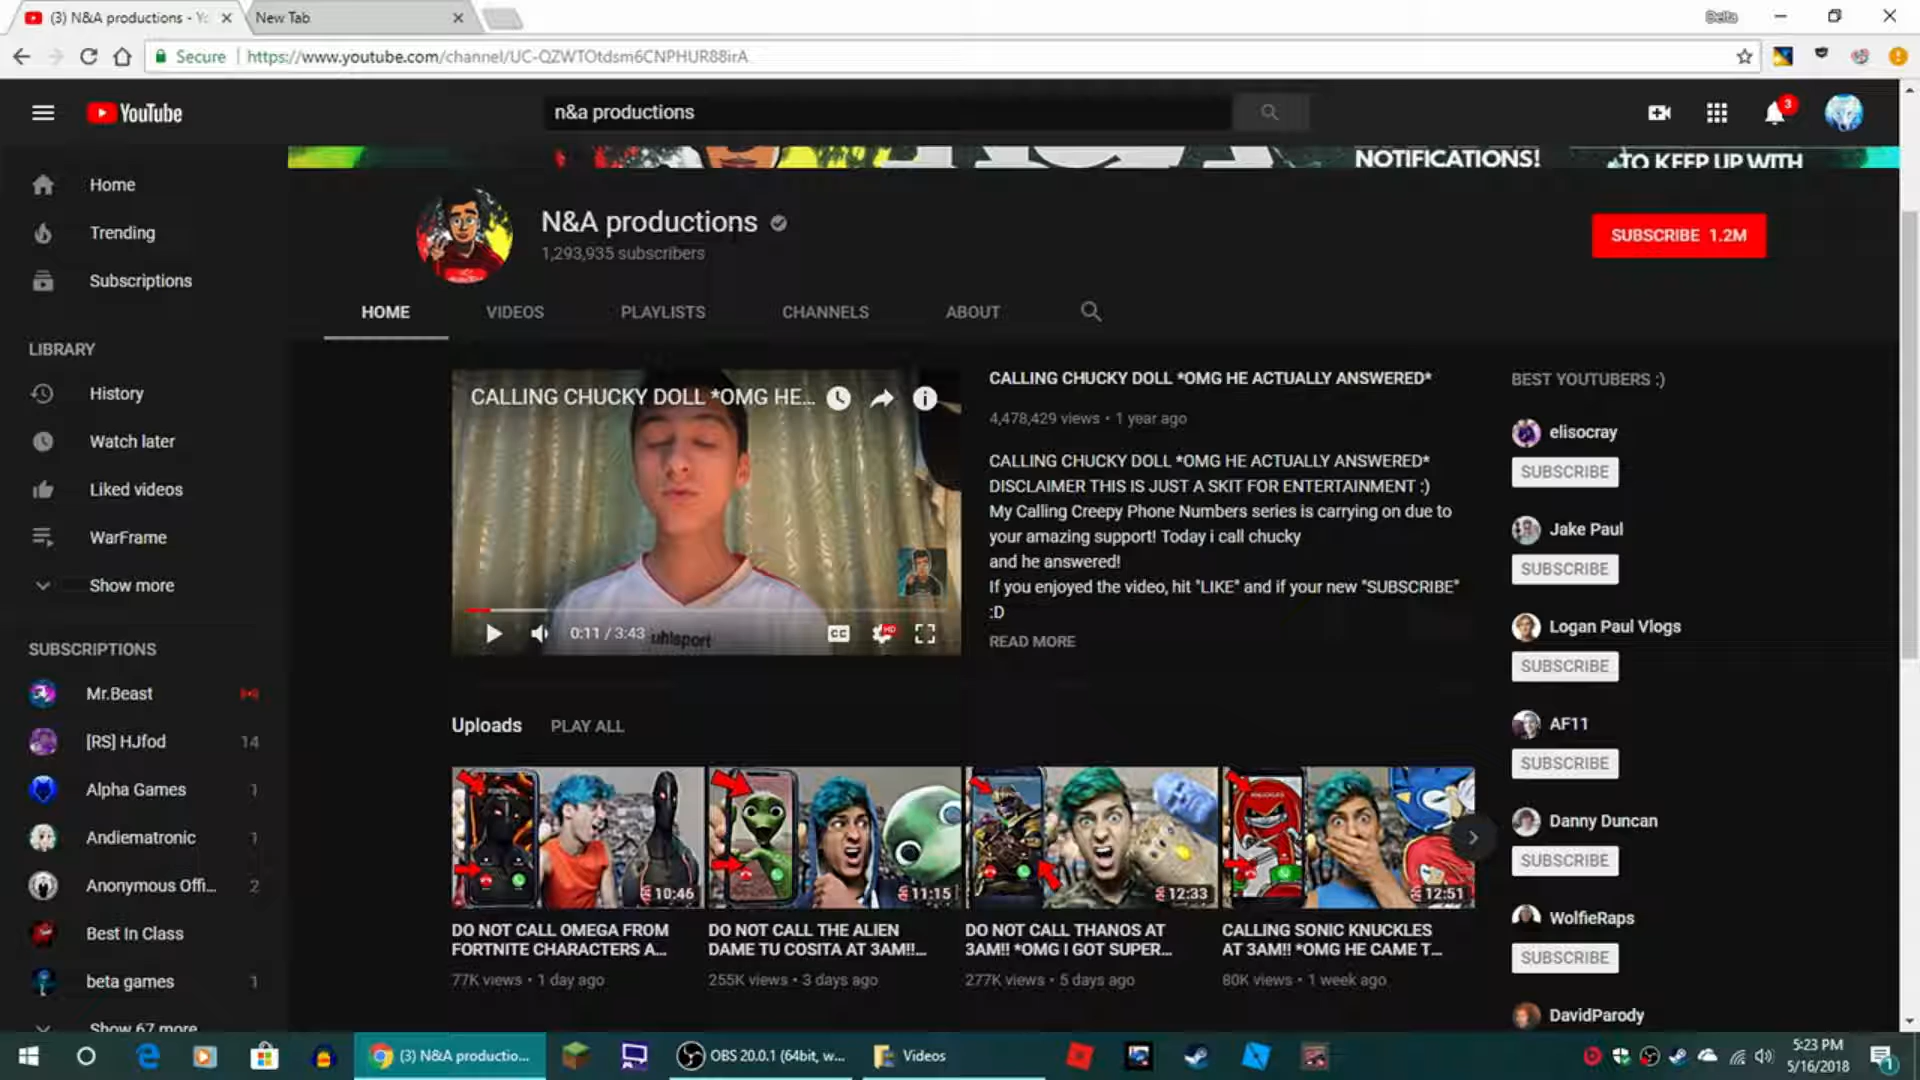 (3) N&A productions - Yo
New Tab
Delta
Secure
https://www.youtube.com/channel/UC-QZWTOtdsm6CNPHUR88irA
YouTube
n&a productions
3
NOTIFICATIONS!
TO KEEP UP WITH
Home
Trending
Subscriptions
LIBRARY
History
Watch later
Liked videos
WarFrame
Show more
SUBSCRIPTIONS
Mr.Beast
[RS] HJfod 14
Alpha Games 1
Andiematronic 1
Anonymous Offi... 2
Best In Class
beta games 1
Show 67 more
N&A productions
1,293,935 subscribers
SUBSCRIBE 1.2M
HOME VIDEOS PLAYLISTS CHANNELS ABOUT
CALLING CHUCKY DOLL *OMG HE...
uhlsport
0:11 / 3:43
CC
HD
CALLING CHUCKY DOLL *OMG HE ACTUALLY ANSWERED*
4,478,429 views • 1 year ago
CALLING CHUCKY DOLL *OMG HE ACTUALLY ANSWERED*
DISCLAIMER THIS IS JUST A SKIT FOR ENTERTAINMENT :)
My Calling Creepy Phone Numbers series is carrying on due to
your amazing support! Today i call chucky
and he answered!
If you enjoyed the video, hit "LIKE" and if your new "SUBSCRIBE"
:D
READ MORE
Uploads PLAY ALL
10:46
DO NOT CALL OMEGA FROM
FORTNITE CHARACTERS A...
77K views • 1 day ago
11:15
DO NOT CALL THE ALIEN
DAME TU COSITA AT 3AM!!...
255K views • 3 days ago
12:33
DO NOT CALL THANOS AT
3AM!! *OMG I GOT SUPER...
277K views • 5 days ago
KNUCKLES
12:51
CALLING SONIC KNUCKLES
AT 3AM!! *OMG HE CAME T...
80K views • 1 week ago
BEST YOUTUBERS :)
elisocray
SUBSCRIBE
Jake Paul
SUBSCRIBE
Logan Paul Vlogs
SUBSCRIBE
AF11
SUBSCRIBE
Danny Duncan
SUBSCRIBE
WolfieRaps
SUBSCRIBE
DavidParody
(3) N&A productio...
OBS 20.0.1 (64bit, w...
Videos
5:23 PM
5/16/2018
1